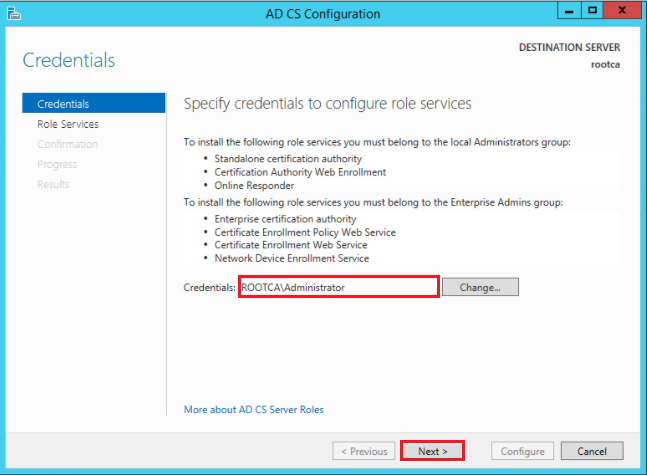 AD CS Configuration
Credentials
DESTINATION SERVER
rootca
Credentials
Role Services
Confirmation
Progress
Results
Specify credentials to configure role services
To install the following role services you must belong to the local Administrators group:
• Standalone certification authority
• Certification Authority Web Enrollment
• Online Responder
To install the following role services you must belong to the Enterprise Admins group:
• Enterprise certification authority
• Certificate Enrollment Policy Web Service
• Certificate Enrollment Web Service
• Network Device Enrollment Service
Credentials: ROOTCA\Administrator Change...
More about AD CS Server Roles
< Previous Next > Configure Cancel